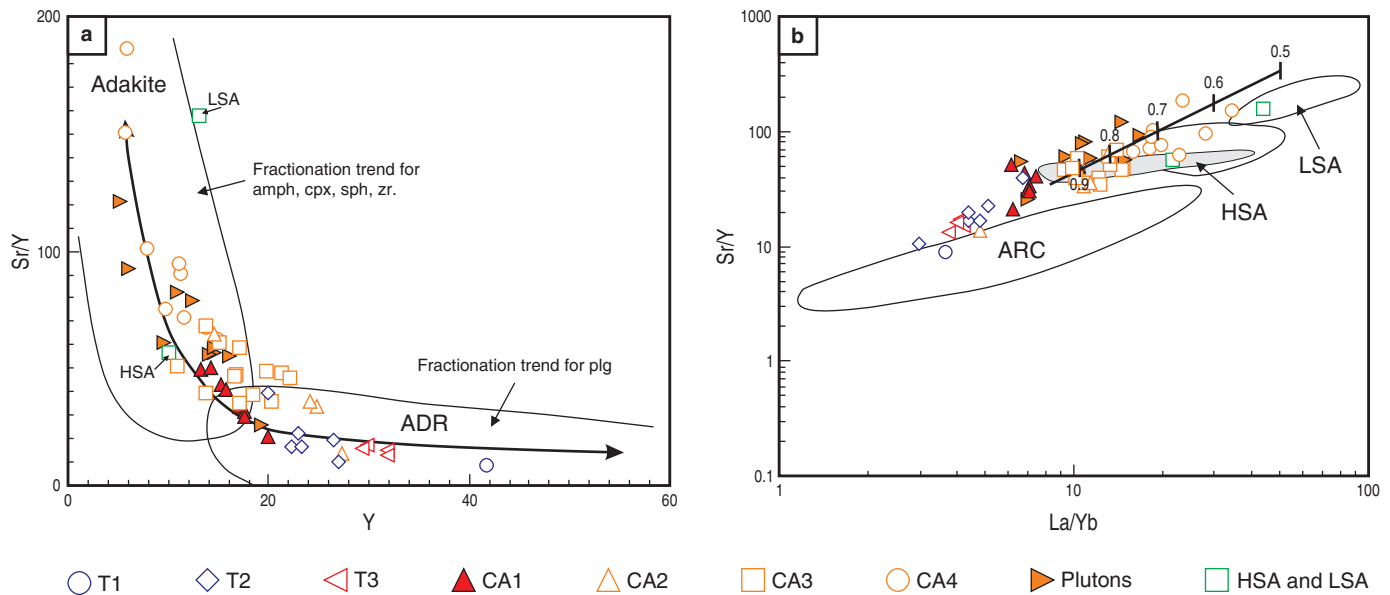 a
200
100
0
Sr/Y
0
20
40
60
Y
Adakite
LSA
Fractionation trend for
amph, cpx, sph, zr.
HSA
Fractionation trend for plg
ADR
b
1000
100
10
1
0.1
Sr/Y
1
10
100
La/Yb
0.5
0.6
0.7
0.8
0.9
LSA
HSA
ARC
T1
T2
T3
CA1
CA2
CA3
CA4
Plutons
HSA and LSA